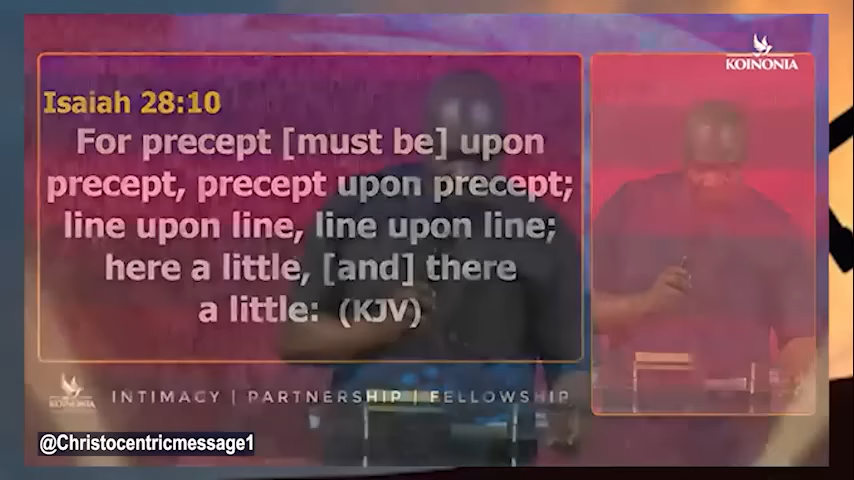 KOINONIA
Isaiah 28:10
For precept [must be] upon
precept, precept upon precept;
line upon line, line upon line;
here a little, [and] there
a little: (KJV)
KOINONIA
INTIMACY | PARTNERSHIP | FELLOWSHIP
@Christocentricmessage1